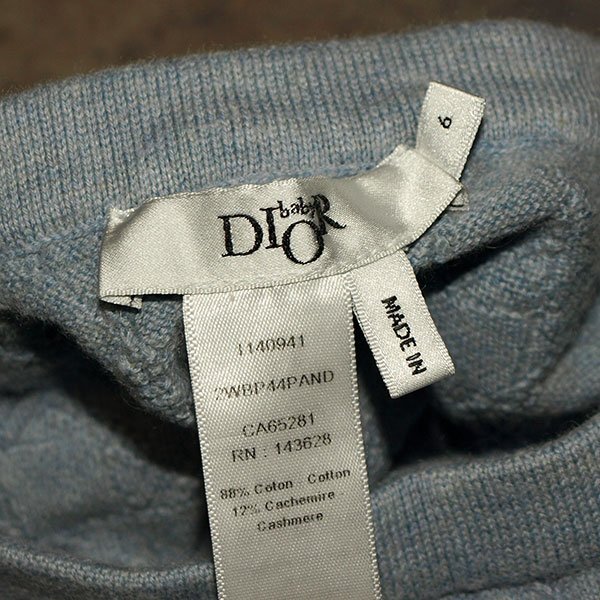 6
baby
DIOR
MADE IN
1140941
2WBP44PAND
CA65281
RN : 143628
88% Coton - Cotton
12% Cachemire -
Cashmere